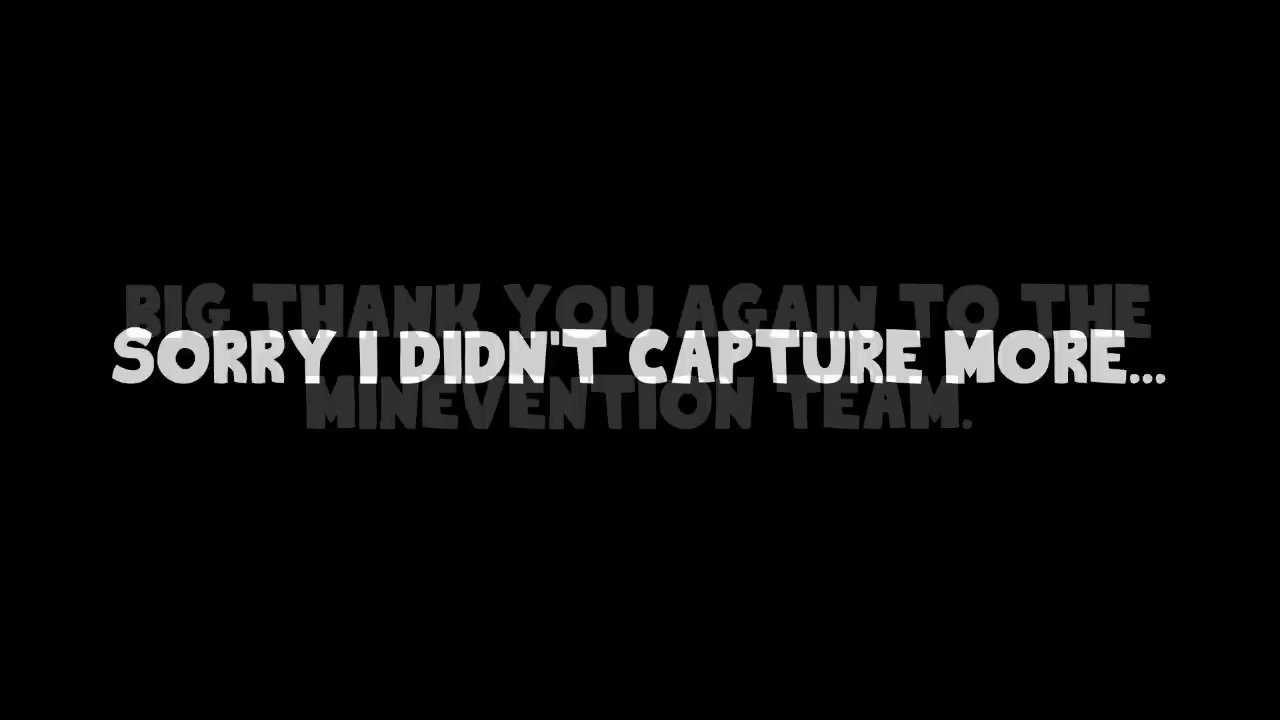 BIG THANK YOU AGAIN TO THE
SORRY I DIDN'T CAPTURE MORE...
MINEVENTION TEAM.